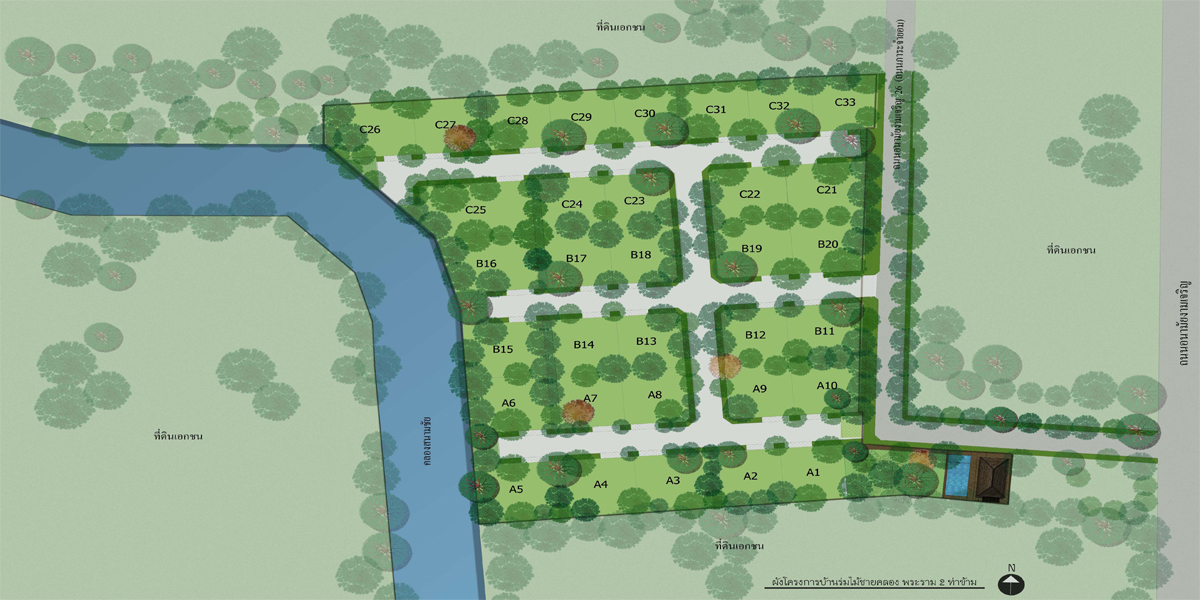 ที่ดินเอกชน
C26
C27
C28
C29
C30
C31
C32
C33
C25
C24
C23
C22
C21
B16
B17
B18
B19
B20
ที่ดินเอกชน
B15
B14
B13
B12
B11
A6
A7
A8
A9
A10
ที่ดินเอกชน
คลองสนามชัย
A5
A4
A3
A2
A1
ที่ดินเอกชน
ผังโครงการบ้านร่มไม้ชายคลอง พระราม 2 ท่าข้าม
N